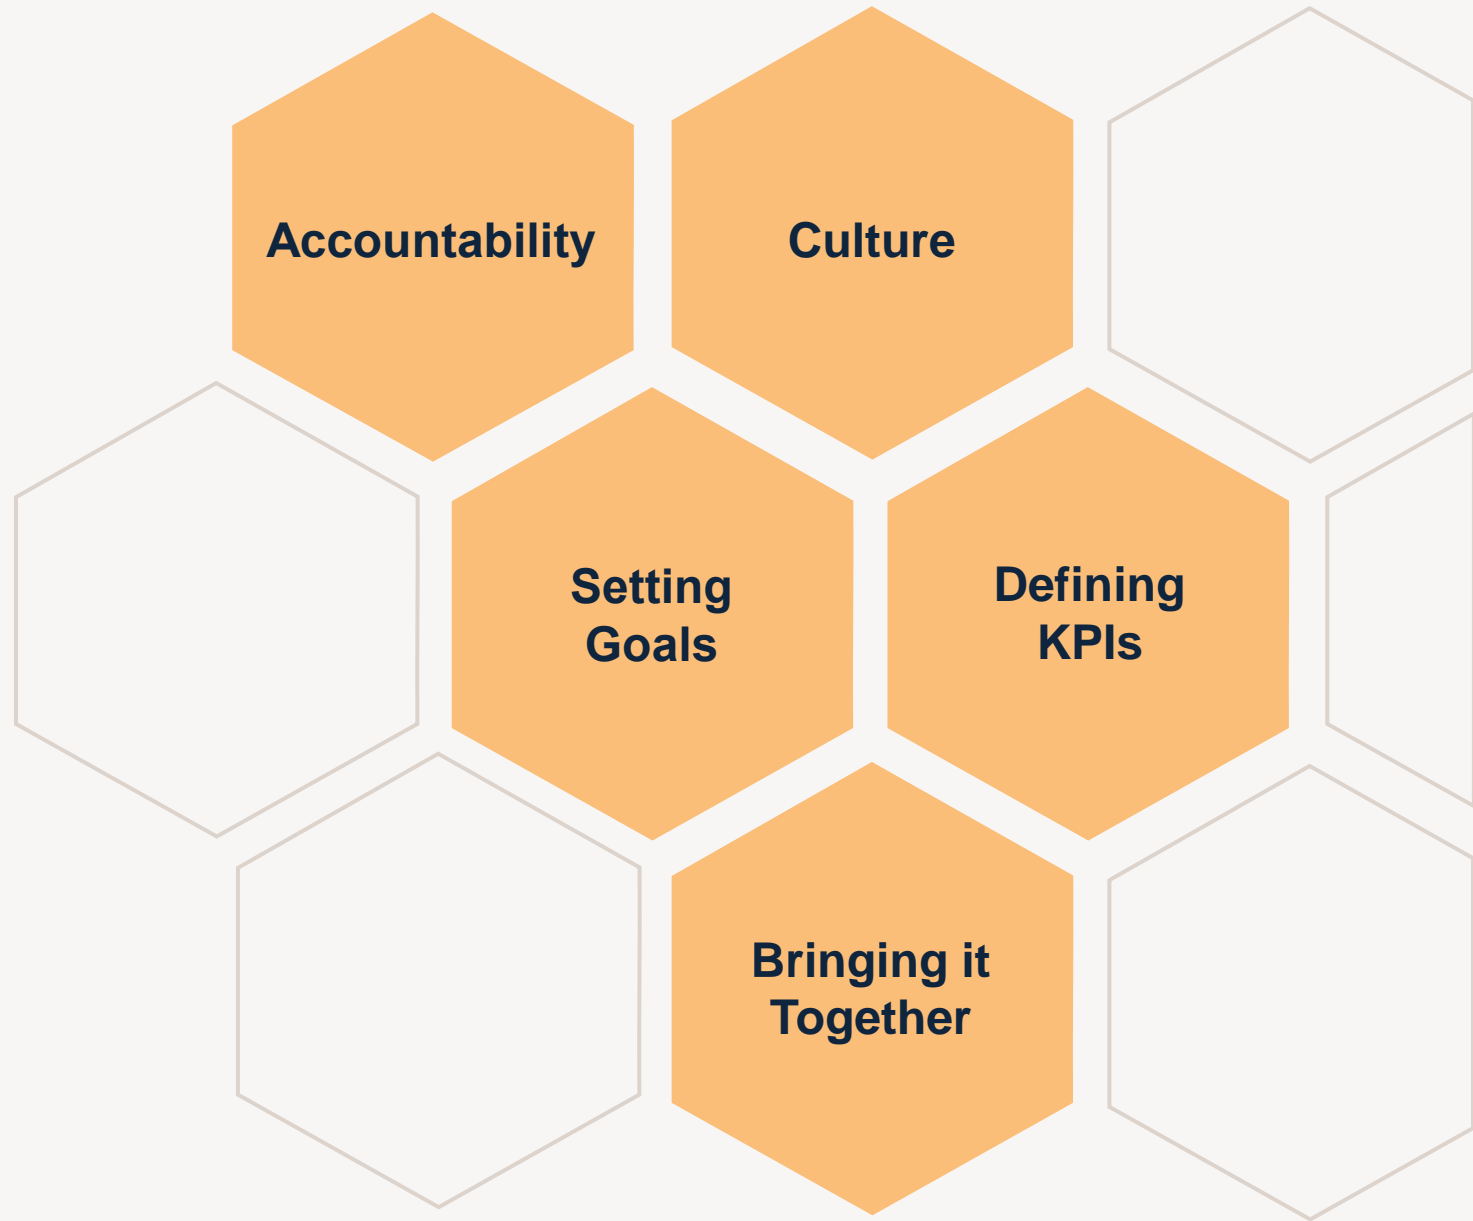 Accountability
Culture
Setting
Goals
Defining
KPIs
Bringing it
Together